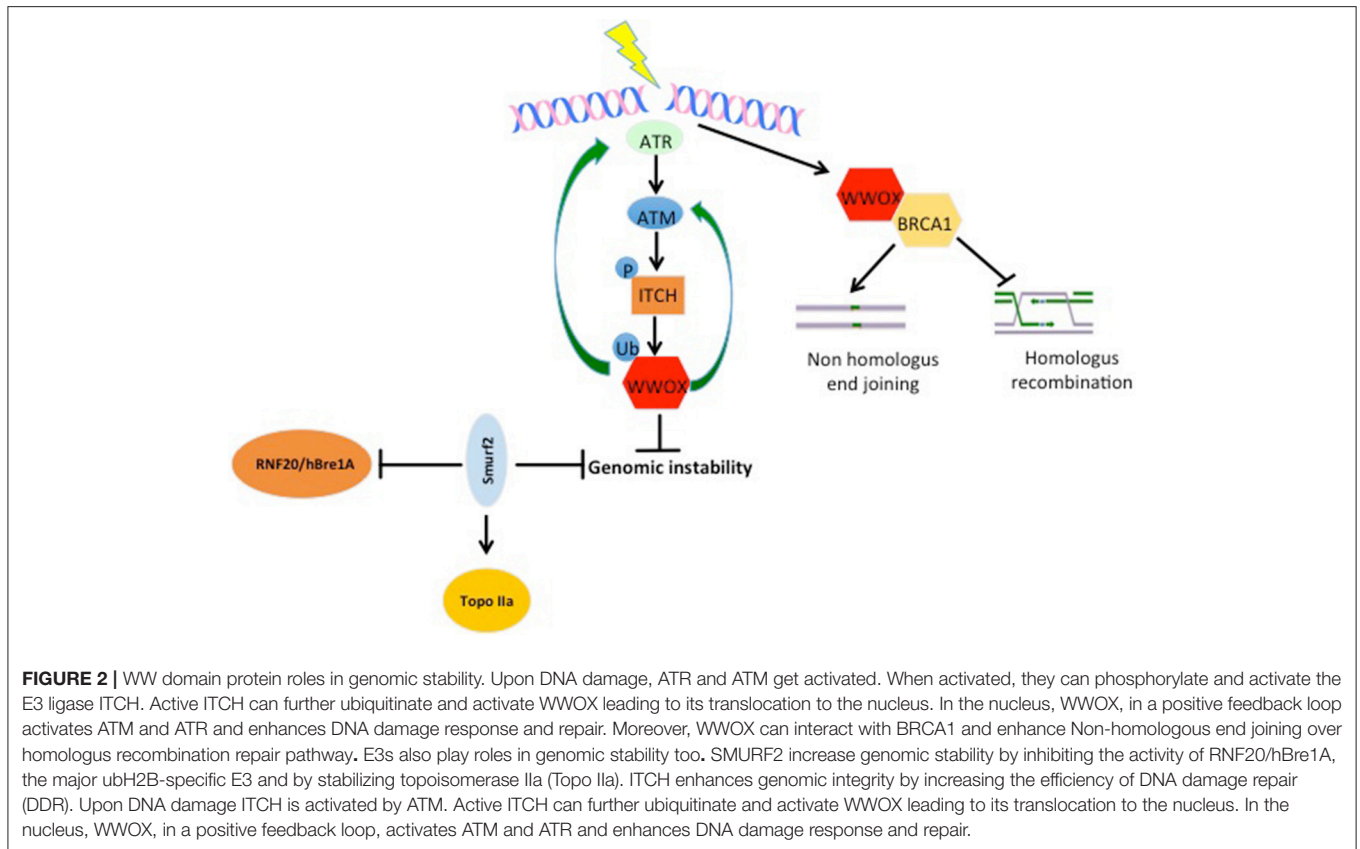 ATR
WWOX
ATM
BRCA1
P
ITCH
Ub
WWOX
Non homologus
end joining
Homologus
recombination
RNF20/hBre1A
Smurf2
Genomic instability
Topo IIa
FIGURE 2 | WW domain protein roles in genomic stability. Upon DNA damage, ATR and ATM get activated. When activated, they can phosphorylate and activate the
E3 ligase ITCH. Active ITCH can further ubiquitinate and activate WWOX leading to its translocation to the nucleus. In the nucleus, WWOX, in a positive feedback loop
activates ATM and ATR and enhances DNA damage response and repair. Moreover, WWOX can interact with BRCA1 and enhance Non-homologous end joining over
homologus recombination repair pathway. E3s also play roles in genomic stability too. SMURF2 increase genomic stability by inhibiting the activity of RNF20/hBre1A,
the major ubH2B-specific E3 and by stabilizing topoisomerase IIa (Topo IIa). ITCH enhances genomic integrity by increasing the efficiency of DNA damage repair
(DDR). Upon DNA damage ITCH is activated by ATM. Active ITCH can further ubiquitinate and activate WWOX leading to its translocation to the nucleus. In the
nucleus, WWOX, in a positive feedback loop, activates ATM and ATR and enhances DNA damage response and repair.